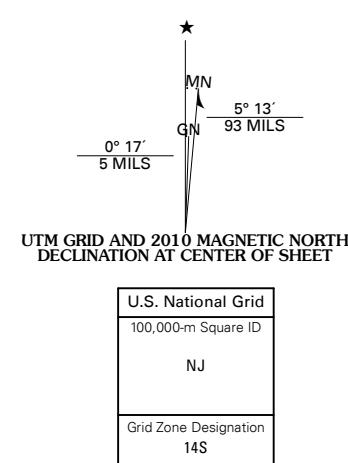 ★
MN
GN
5° 13´
93 MILS
0° 17´
5 MILS
UTM GRID AND 2010 MAGNETIC NORTH
DECLINATION AT CENTER OF SHEET
U.S. National Grid
100,000-m Square ID
NJ
Grid Zone Designation
14S